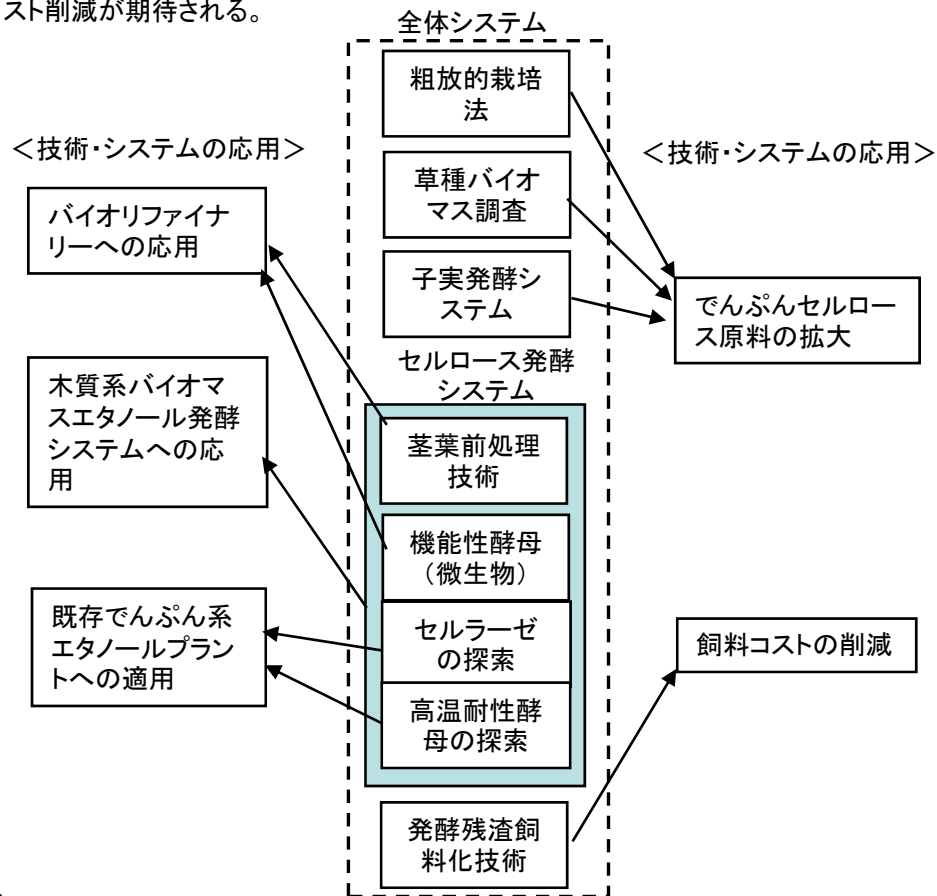 スト削減が期待される。
全体システム
粗放的栽培
法
<技術・システムの応用>
<技術・システムの応用>
草種バイオ
マス調査
バイオリファイナ
リーへの応用
子実発酵シ
ステム
でんぷんセルロー
ス原料の拡大
セルロース発酵
システム
木質系バイオマ
スエタノール発酵
システムへの応
用
茎葉前処理
技術
機能性酵母
(微生物)
既存でんぷん系
エタノールプラン
トへの適用
セルラーゼ
の探索
飼料コストの削減
高温耐性酵
母の探索
発酵残渣飼
料化技術